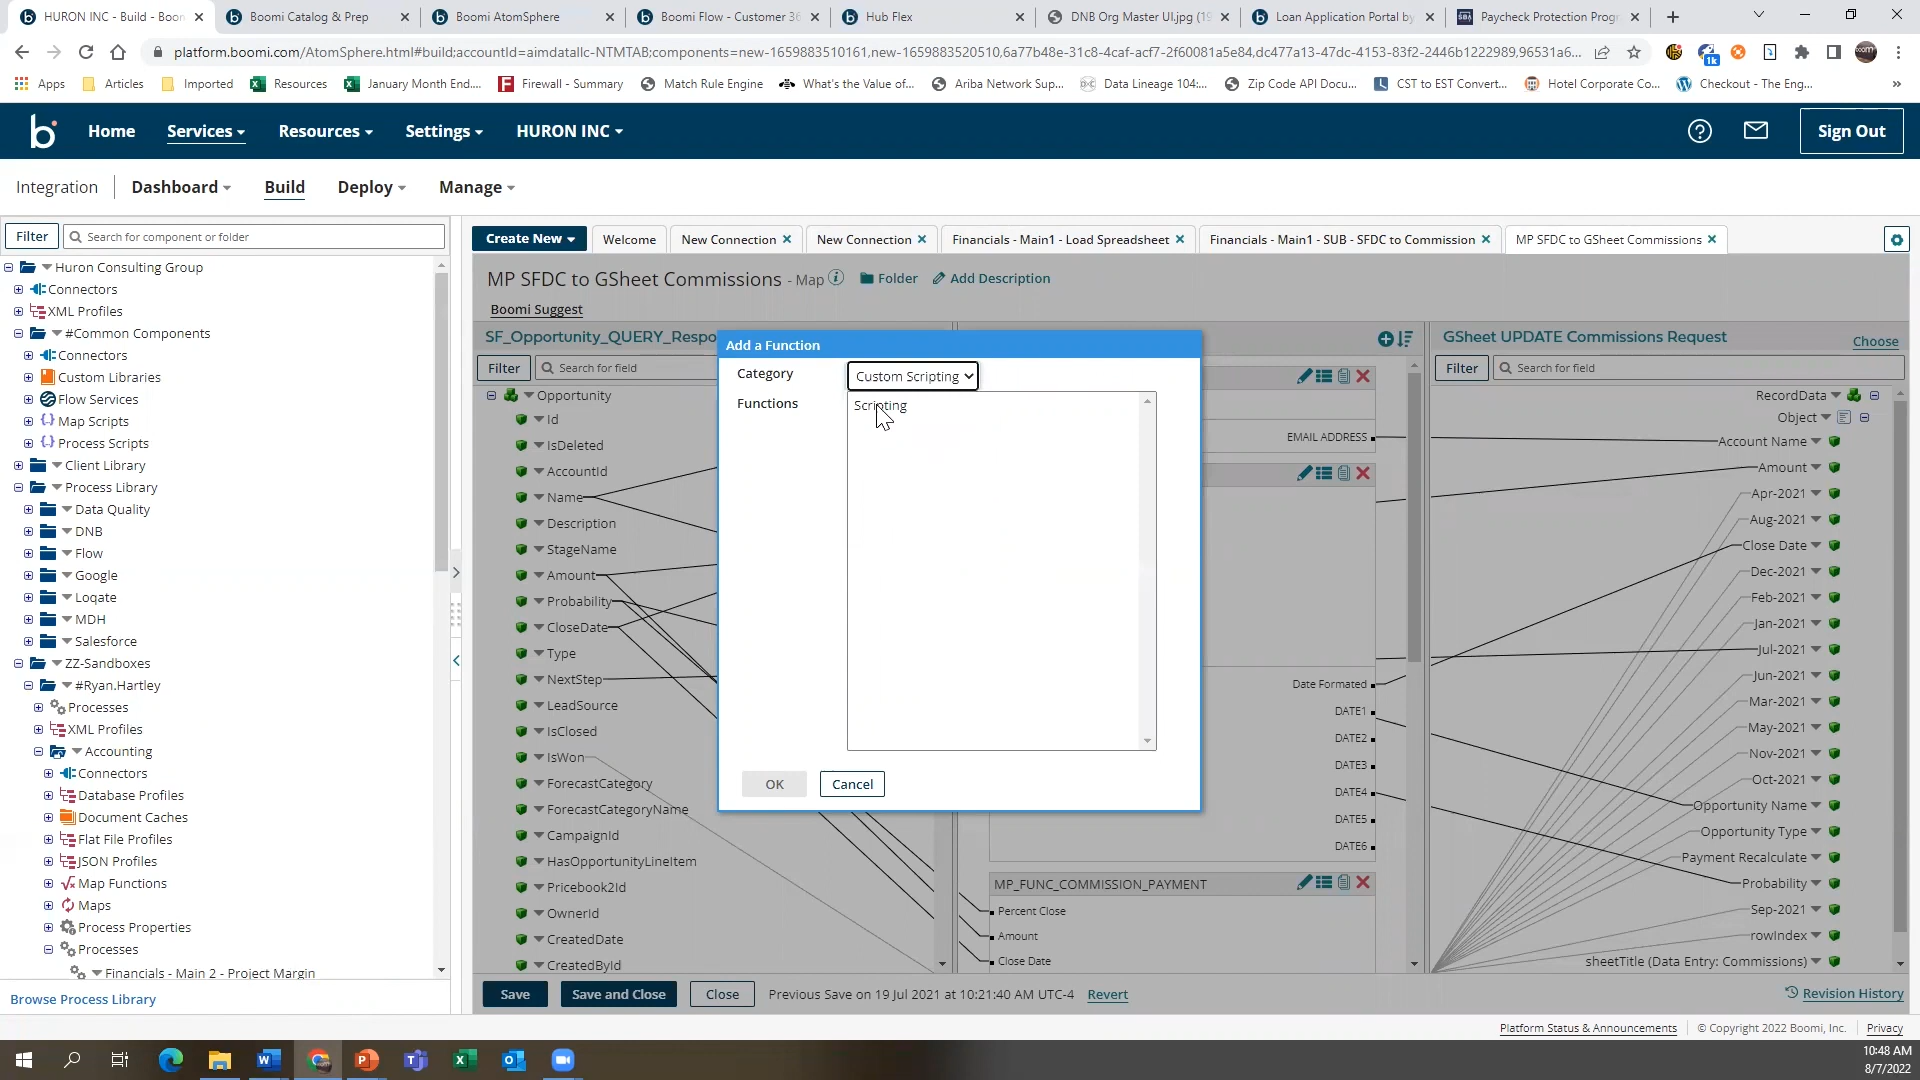 HURON INC - Build - Boom
Boomi Catalog & Prep
Boomi AtomSphere
Boomi Flow - Customer 36
Hub Flex
DNB Org Master UI.jpg (19
Loan Application Portal by
Paycheck Protection Prog
platform.boomi.com/AtomSphere.html#build;accountId=aimdatallc-NTMTAB;components=new-1659883510161,new-1659883520510,6a77b48e-31c8-4caf-acf7-2f60081a5e84,dc477a13-47dc-4153-83f2-2446b1222989,96531a6...
1k
Apps
Articles
Imported
Resources
January Month End....
Firewall - Summary
Match Rule Engine
What's the Value of...
Ariba Network Sup...
Data Lineage 104:...
Zip Code API Docu...
CST to EST Convert...
Hotel Corporate Co...
Checkout - The Eng...
Home
Services
Resources
Settings
HURON INC
Sign Out
Integration
Dashboard
Build
Deploy
Manage
Filter
Search for component or folder
Create New
Welcome
New Connection
New Connection
Financials - Main1 - Load Spreadsheet
Financials - Main1 - SUB - SFDC to Commission
MP SFDC to GSheet Commissions
Huron Consulting Group
Connectors
XML Profiles
#Common Components
Connectors
Custom Libraries
Flow Services
Map Scripts
Process Scripts
Client Library
Process Library
Data Quality
DNB
Flow
Google
Loqate
MDH
Salesforce
ZZ-Sandboxes
#Ryan.Hartley
Processes
XML Profiles
Accounting
Connectors
Database Profiles
Document Caches
Flat File Profiles
JSON Profiles
Map Functions
Maps
Process Properties
Processes
Financials - Main 2 - Project Margin
Browse Process Library
MP SFDC to GSheet Commissions - Map
Folder
Add Description
Boomi Suggest
SF_Opportunity_QUERY_Respo
Filter
Search for field
Opportunity
Id
IsDeleted
AccountId
Name
Description
StageName
Amount
Probability
CloseDate
Type
NextStep
LeadSource
IsClosed
IsWon
ForecastCategory
ForecastCategoryName
CampaignId
HasOpportunityLineItem
Pricebook2Id
OwnerId
CreatedDate
CreatedById
Add a Function
Category
Custom Scripting
Functions
Scripting
OK
Cancel
EMAIL ADDRESS
Date Formated
DATE1
DATE2
DATE3
DATE4
DATE5
DATE6
MP_FUNC_COMMISSION_PAYMENT
Percent Close
Amount
Close Date
GSheet UPDATE Commissions Request
Choose
Filter
Search for field
RecordData
Object
Account Name
Amount
Apr-2021
Aug-2021
Close Date
Dec-2021
Feb-2021
Jan-2021
Jul-2021
Jun-2021
Mar-2021
May-2021
Nov-2021
Oct-2021
Opportunity Name
Opportunity Type
Payment Recalculate
Probability
Sep-2021
rowIndex
sheetTitle (Data Entry: Commissions)
Save
Save and Close
Close
Previous Save on 19 Jul 2021 at 10:21:40 AM UTC-4
Revert
Revision History
Platform Status & Announcements
© Copyright 2022 Boomi, Inc.
Privacy
10:48 AM
8/7/2022